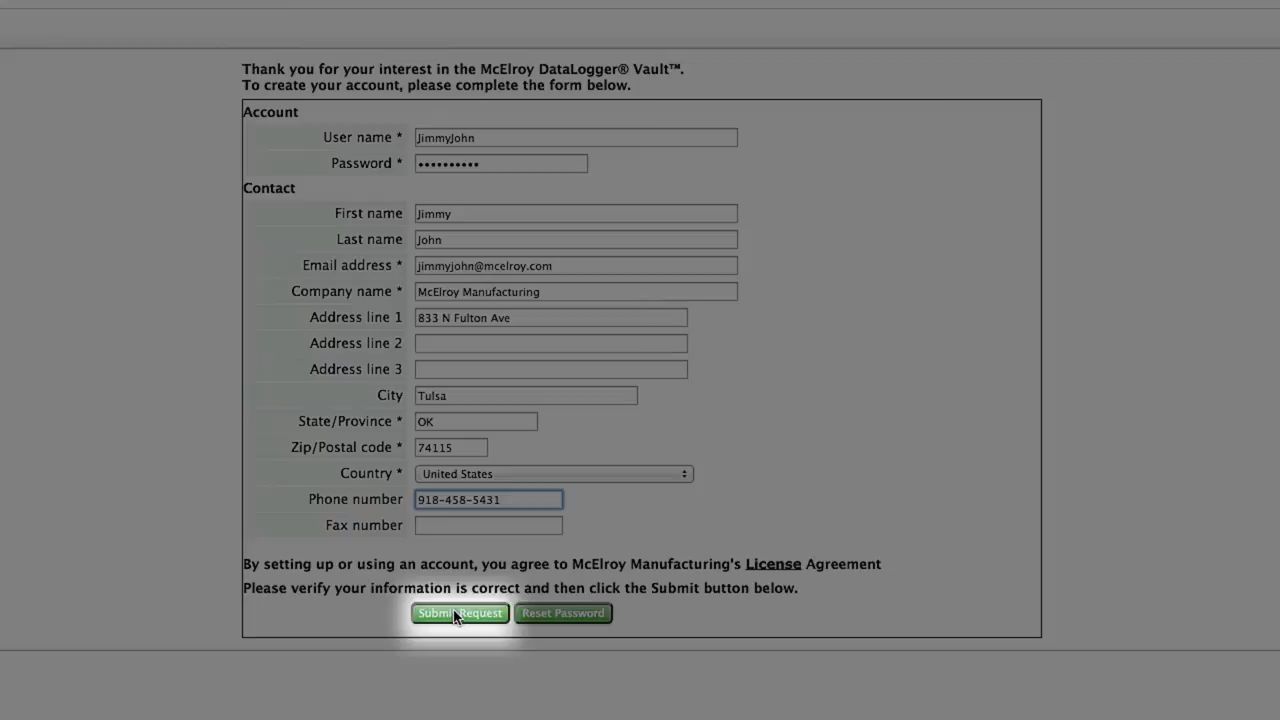 Thank you for your interest in the McElroy DataLogger® Vault™.
To create your account, please complete the form below.
Account
User name * JimmyJohn
Password * ••••••••••
Contact
First name Jimmy
Last name John
Email address * jimmyjohn@mcelroy.com
Company name * McElroy Manufacturing
Address line 1 833 N Fulton Ave
Address line 2
Address line 3
City Tulsa
State/Province * OK
Zip/Postal code * 74115
Country * United States
Phone number 918-458-5431
Fax number
By setting up or using an account, you agree to McElroy Manufacturing's License Agreement
Please verify your information is correct and then click the Submit button below.
Submit Request Reset Password